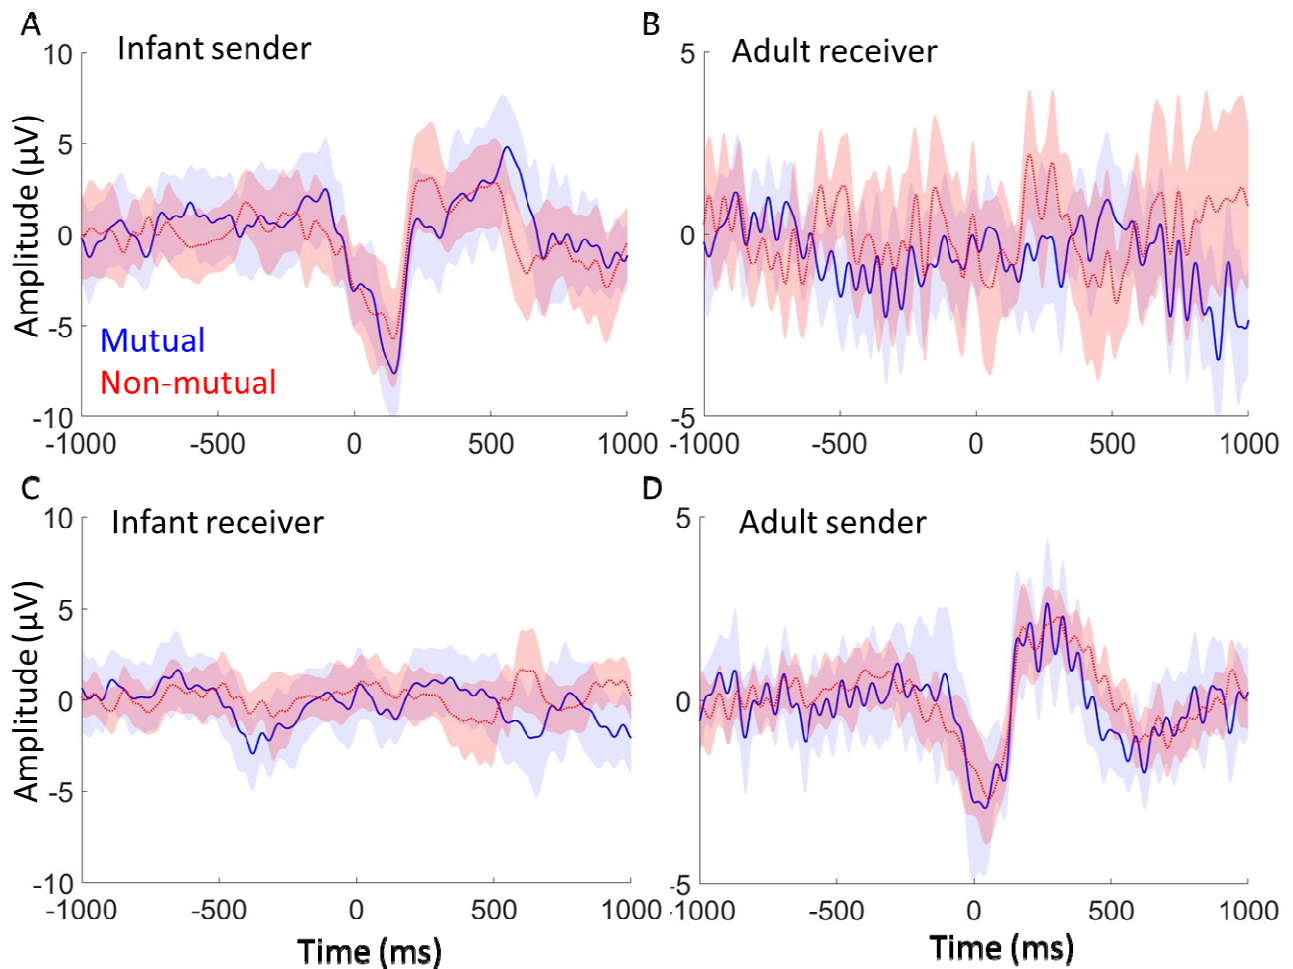 A
Infant sender
10
5
0
-5
-10
Amplitude (µV)
Mutual
Non-mutual
-1000
-500
0
500
1000
B
Adult receiver
5
0
-5
-1000
-500
0
500
1000
C
Infant receiver
10
5
0
-5
-10
Amplitude (µV)
-1000
-500
0
500
1000
Time (ms)
D
Adult sender
5
0
-5
-1000
-500
0
500
1000
Time (ms)